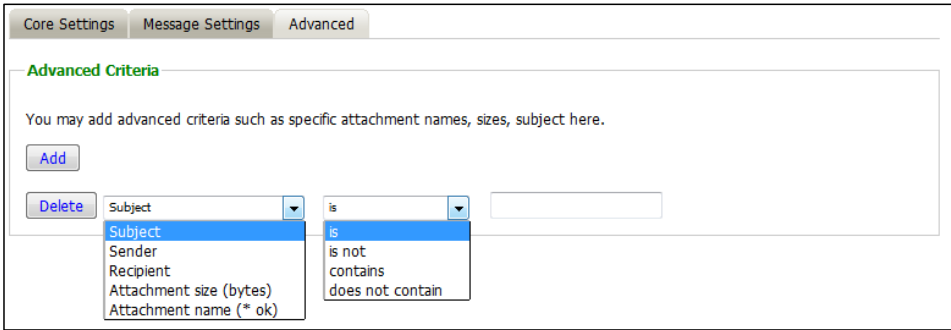 Core Settings Message Settings Advanced
Advanced Criteria
You may add advanced criteria such as specific attachment names, sizes, subject here.
Add
Delete Subject is
Subject is
Sender is not
Recipient contains
Attachment size (bytes) does not contain
Attachment name (* ok)